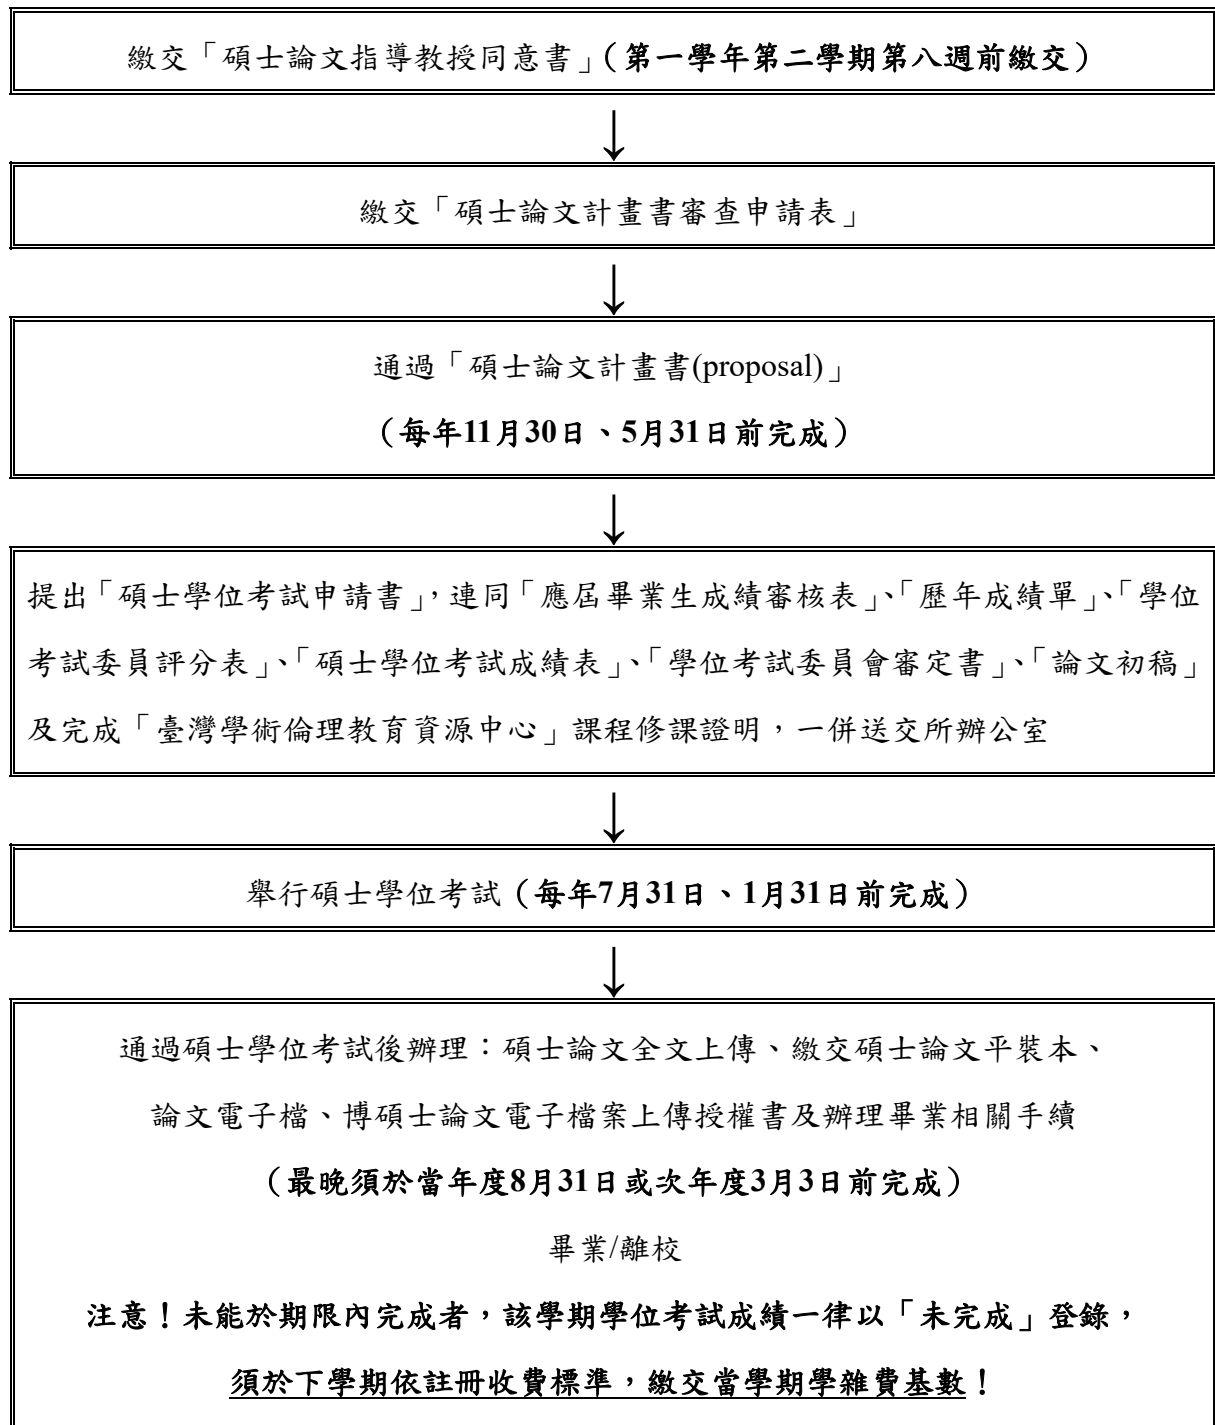 繳交「碩士論文指導教授同意書」（第一學年第二學期第八週前繳交）
↓
繳交「碩士論文計畫書審查申請表」
↓
通過「碩士論文計畫書(proposal)」
（每年11月30日、5月31日前完成）
↓
提出「碩士學位考試申請書」，連同「應屆畢業生成績審核表」、「歷年成績單」、「學位
考試委員評分表」、「碩士學位考試成績表」、「學位考試委員會審定書」、「論文初稿」
及完成「臺灣學術倫理教育資源中心」課程修課證明，一併送交所辦公室
↓
舉行碩士學位考試（每年7月31日、1月31日前完成）
↓
通過碩士學位考試後辦理：碩士論文全文上傳、繳交碩士論文平裝本、
論文電子檔、博碩士論文電子檔案上傳授權書及辦理畢業相關手續
（最晚須於當年度8月31日或次年度3月3日前完成）
畢業/離校
注意！未能於期限內完成者，該學期學位考試成績一律以「未完成」登錄，
須於下學期依註冊收費標準，繳交當學期學雜費基數！